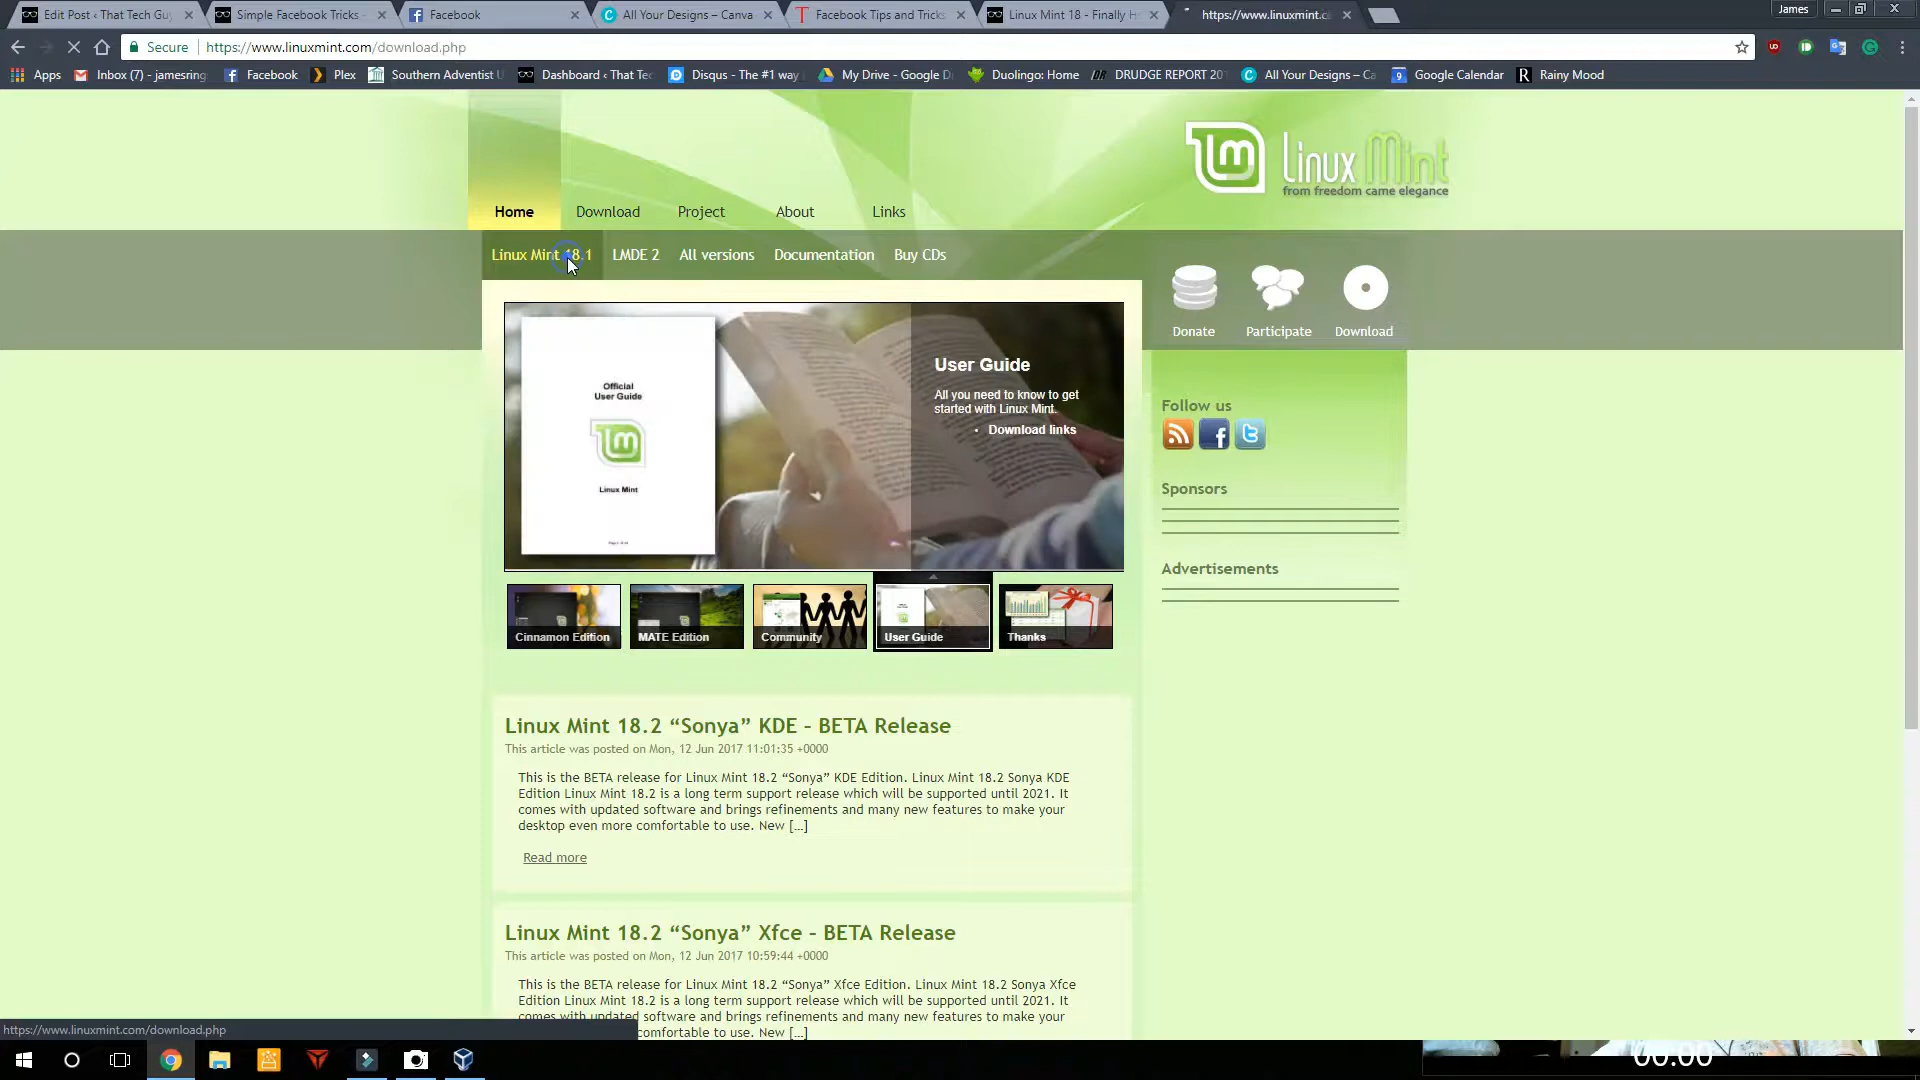 Edit Post ‹ That Tech Gu
Simple Facebook Tricks -
Facebook
All Your Designs – Canva
Facebook Tips and Tricks
Linux Mint 18 - Finally H
https://www.linuxmint.c
James
Secure
https://www.linuxmint.com/download.php
Apps
Inbox (7) - jamesring
Facebook
Plex
Southern Adventist U
Dashboard ‹ That Tec
Disqus - The #1 way
My Drive - Google D
Duolingo: Home
DRUDGE REPORT 201
All Your Designs – Ca
Google Calendar
Rainy Mood
Linux Mint
from freedom came elegance
Home
Download
Project
About
Links
Linux Mint 18.1
LMDE 2
All versions
Documentation
Buy CDs
Donate
Participate
Download
Official
User Guide
Linux Mint
User Guide
All you need to know to get
started with Linux Mint.
• Download links
Follow us
Sponsors
Advertisements
Cinnamon Edition
MATE Edition
Community
User Guide
Thanks
Linux Mint 18.2 “Sonya” KDE – BETA Release
This article was posted on Mon, 12 Jun 2017 11:01:35 +0000
This is the BETA release for Linux Mint 18.2 “Sonya” KDE Edition. Linux Mint 18.2 Sonya KDE
Edition Linux Mint 18.2 is a long term support release which will be supported until 2021. It
comes with updated software and brings refinements and many new features to make your
desktop even more comfortable to use. New […]
Read more
Linux Mint 18.2 “Sonya” Xfce – BETA Release
This article was posted on Mon, 12 Jun 2017 10:59:44 +0000
This is the BETA release for Linux Mint 18.2 “Sonya” Xfce Edition. Linux Mint 18.2 Sonya Xfce
Edition Linux Mint 18.2 is a long term support release which will be supported until 2021. It
comes with updated software and brings refinements and many new features to make your
comfortable to use. New […]
https://www.linuxmint.com/download.php
00:00